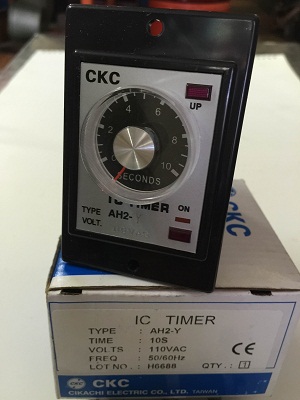 CKC
UP
0 2 4 6 8 10
SECONDS
IC TIMER
ON
TYPE AH2-Y
VOLT.
CKC
IC TIMER
TYPE : AH2-Y
TIME : 10S
VOLTS : 110VAC
FREQ : 50/60Hz
LOT NO. : H6688 QTY. : 1
CE
CKC
CIKACHI ELECTRIC CO., LTD. TAIWAN